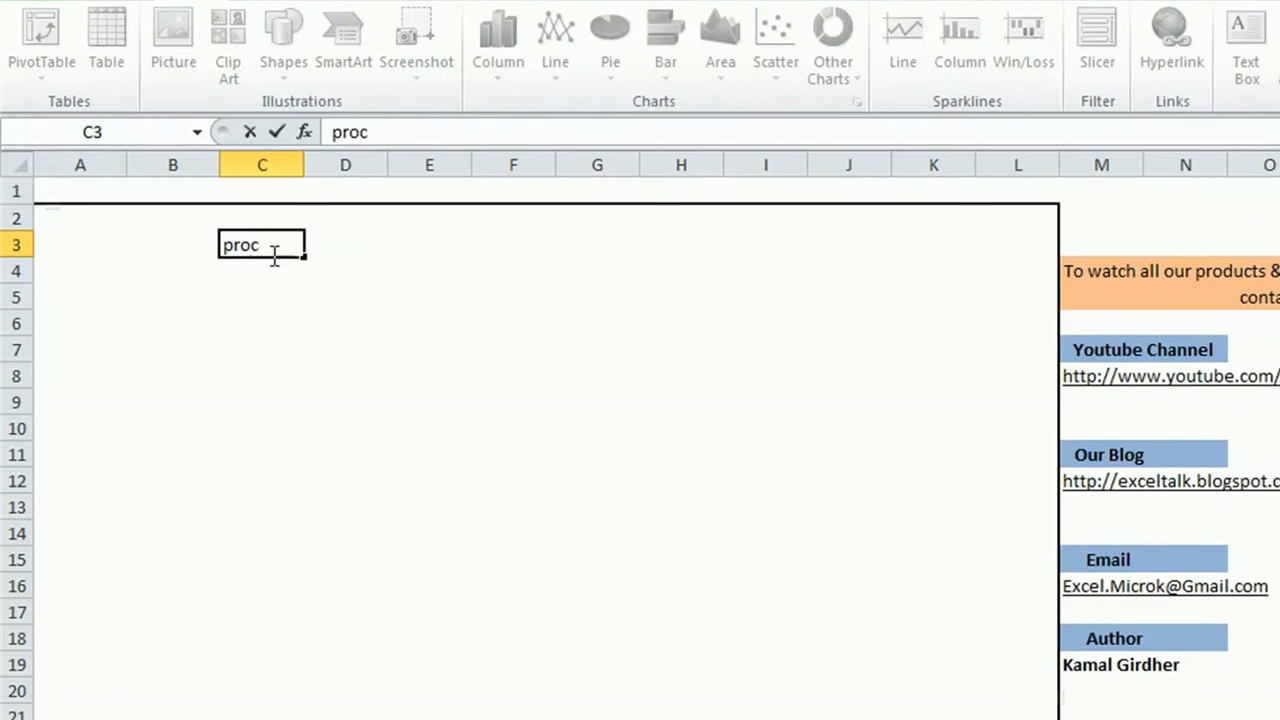 PivotTable Table Picture Clip Art Shapes SmartArt Screenshot Column Line Pie Bar Area Scatter Other Charts Line Column Win/Loss Slicer Hyperlink Text Box
Tables Illustrations Charts Sparklines Filter Links
C3 fx proc
A B C D E F G H I J K L M N O
1
2
3 proc
4 To watch all our products &
5 conta
6
7 Youtube Channel
8 http://www.youtube.com/
9
10
11 Our Blog
12 http://exceltalk.blogspot.c
13
14
15 Email
16 Excel.Microk@Gmail.com
17
18 Author
19 Kamal Girdher
20
21